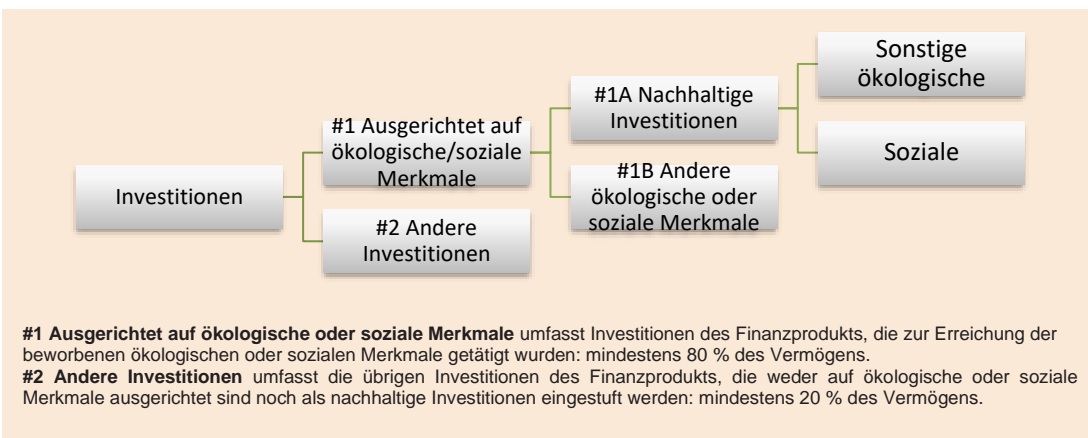 Investitionen
#1 Ausgerichtet auf
ökologische/soziale
Merkmale
#2 Andere
Investitionen
#1A Nachhaltige
Investitionen
#1B Andere
ökologische oder
soziale Merkmale
Sonstige
ökologische
Soziale
#1 Ausgerichtet auf ökologische oder soziale Merkmale umfasst Investitionen des Finanzprodukts, die zur Erreichung der
beworbenen ökologischen oder sozialen Merkmale getätigt wurden: mindestens 80 % des Vermögens.
#2 Andere Investitionen umfasst die übrigen Investitionen des Finanzprodukts, die weder auf ökologische oder soziale
Merkmale ausgerichtet sind noch als nachhaltige Investitionen eingestuft werden: mindestens 20 % des Vermögens.